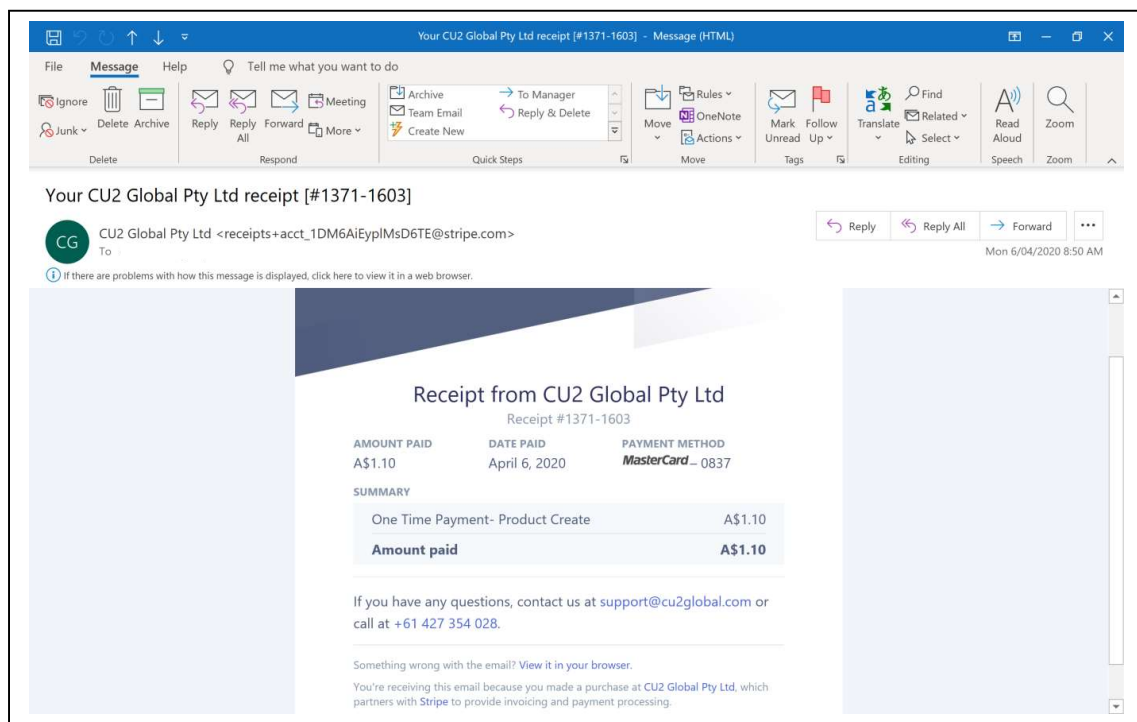 Your CU2 Global Pty Ltd receipt [#1371-1603] - Message (HTML)
File Message Help Tell me what you want to do
Ignore
Junk
Delete Archive
Delete
Reply Reply All Forward
Meeting
More
Respond
Archive To Manager
Team Email Reply & Delete
Create New
Quick Steps
Move
Rules
OneNote
Actions
Move
Mark Unread Follow Up
Tags
Translate
Find
Related
Select
Editing
Read Aloud
Speech
Zoom
Zoom
Your CU2 Global Pty Ltd receipt [#1371-1603]
CG
CU2 Global Pty Ltd <receipts+acct_1DM6AiEyplMsD6TE@stripe.com>
To
Reply Reply All Forward
Mon 6/04/2020 8:50 AM
If there are problems with how this message is displayed, click here to view it in a web browser.
Receipt from CU2 Global Pty Ltd
Receipt #1371-1603
AMOUNT PAID DATE PAID PAYMENT METHOD
A$1.10 April 6, 2020 MasterCard – 0837
SUMMARY
One Time Payment- Product Create A$1.10
Amount paid A$1.10
If you have any questions, contact us at support@cu2global.com or
call at +61 427 354 028.
Something wrong with the email? View it in your browser.
You're receiving this email because you made a purchase at CU2 Global Pty Ltd, which
partners with Stripe to provide invoicing and payment processing.